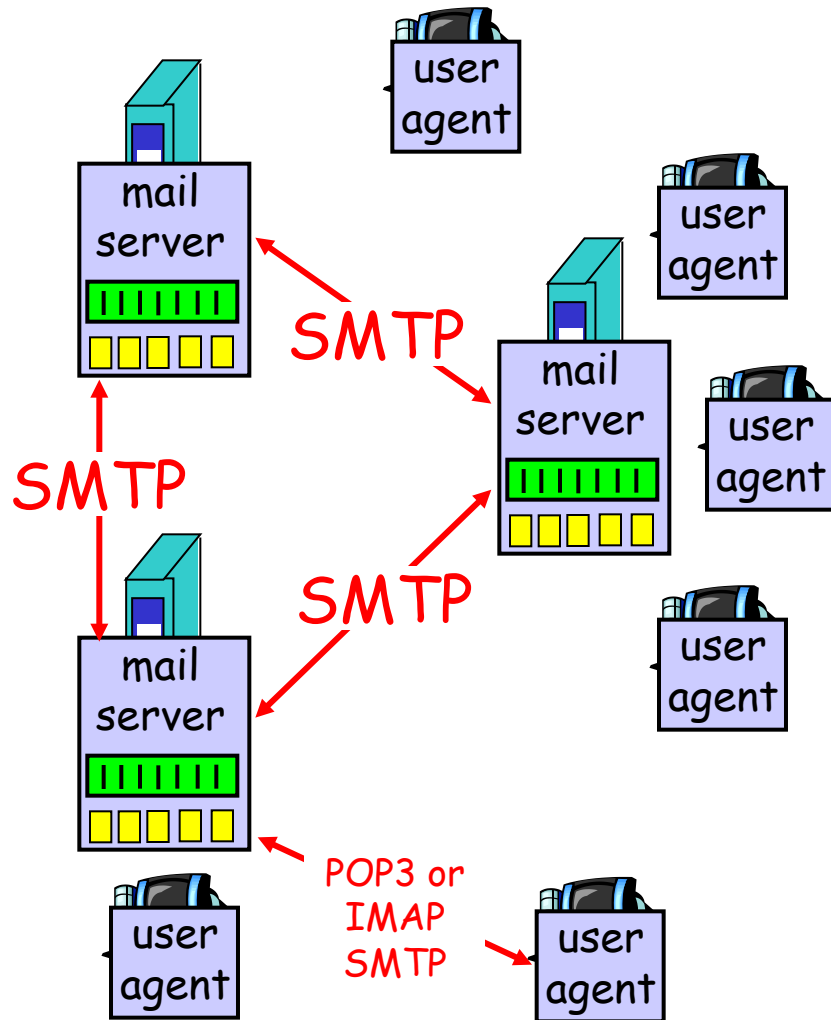 user
agent
mail
server
user
agent
SMTP
mail
server
user
agent
SMTP
SMTP
mail
server
user
agent
POP3 or
IMAP
SMTP
user
agent
user
agent